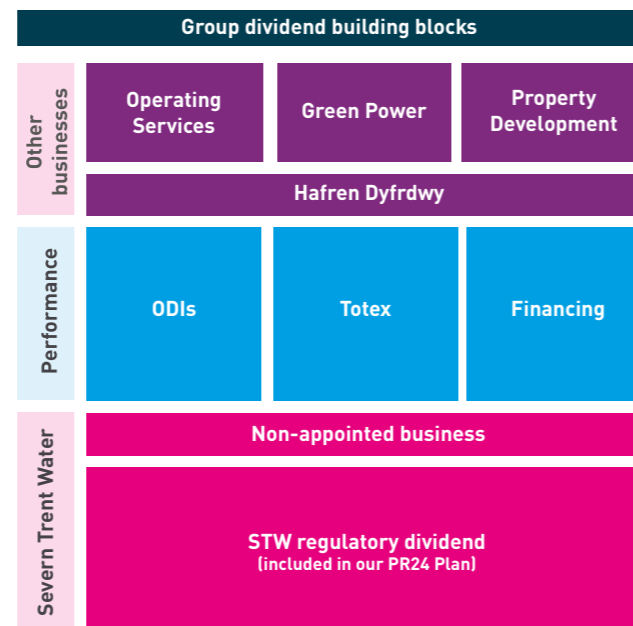 Group dividend building blocks
Other
businesses
Operating
Services
Green Power
Property
Development
Hafren Dyfrdwy
Performance
ODIs
Totex
Financing
Severn Trent Water
Non-appointed business
STW regulatory dividend
(included in our PR24 Plan)